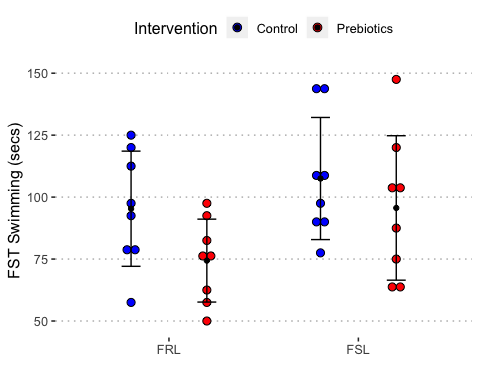 Intervention Control Prebiotics
150
125
100
75
50
FST Swimming (secs)
FRL FSL